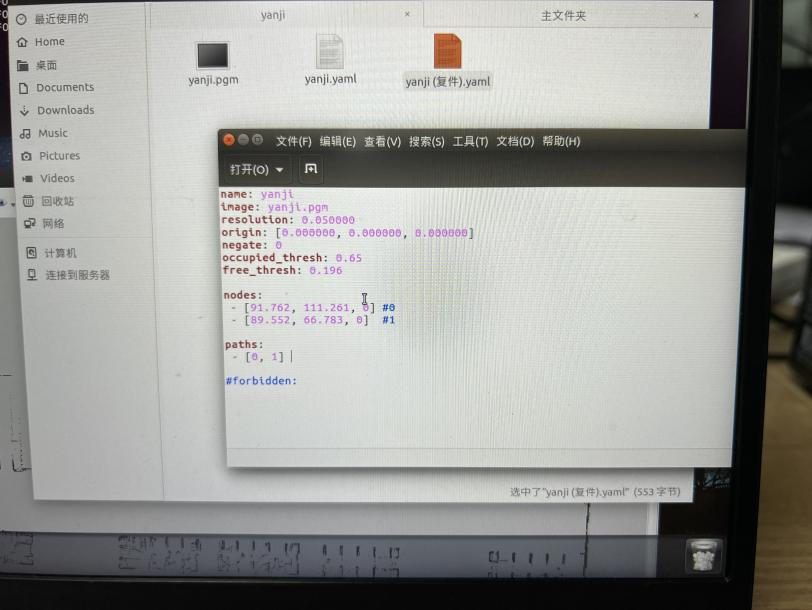 yanji
×
主文件夹
×
最近使用的
Home
桌面
Documents
Downloads
Music
Pictures
Videos
回收站
网络
计算机
连接到服务器
yanji.pgm
yanji.yaml
yanji (复件).yaml
文件(F) 编辑(E) 查看(V) 搜索(S) 工具(T) 文档(D) 帮助(H)
打开(O)
name: yanji
image: yanji.pgm
resolution: 0.050000
origin: [0.000000, 0.000000, 0.000000]
negate: 0
occupied_thresh: 0.65
free_thresh: 0.196
nodes:
- [91.762, 111.261, 0] #0
- [89.552, 66.783, 0] #1
paths:
- [0, 1]
#forbidden:
选中了"yanji (复件).yaml" (553 字节)